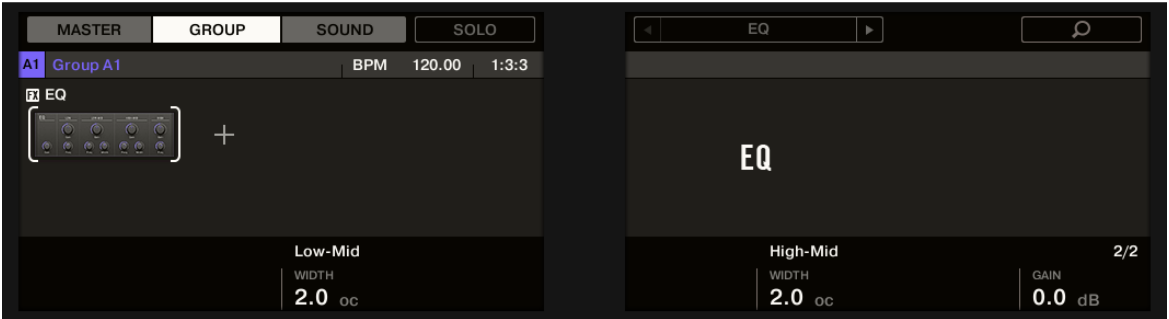 MASTER GROUP SOUND SOLO
A1 Group A1 BPM 120.00 1:3:3
FX EQ
Low-Mid
WIDTH
2.0 oc
EQ
EQ
High-Mid 2/2
WIDTH GAIN
2.0 oc 0.0 dB